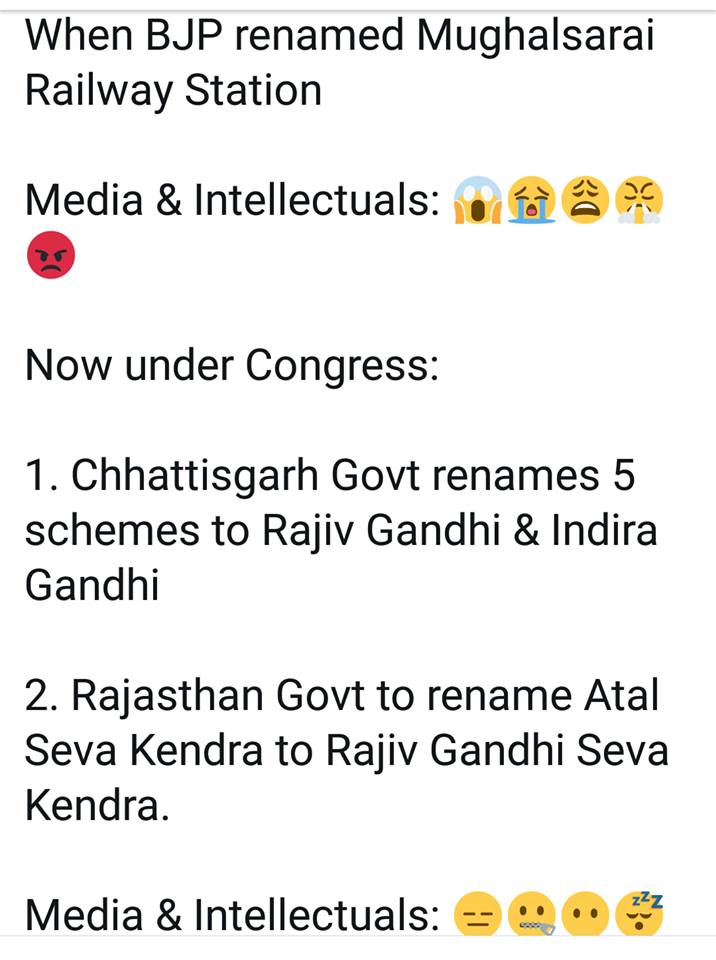 When BJP renamed Mughalsarai
Railway Station
Media & Intellectuals: 😱😭😩😤
😡
Now under Congress:
1. Chhattisgarh Govt renames 5
schemes to Rajiv Gandhi & Indira
Gandhi
2. Rajasthan Govt to rename Atal
Seva Kendra to Rajiv Gandhi Seva
Kendra.
Media & Intellectuals: 😑🤐😶😴